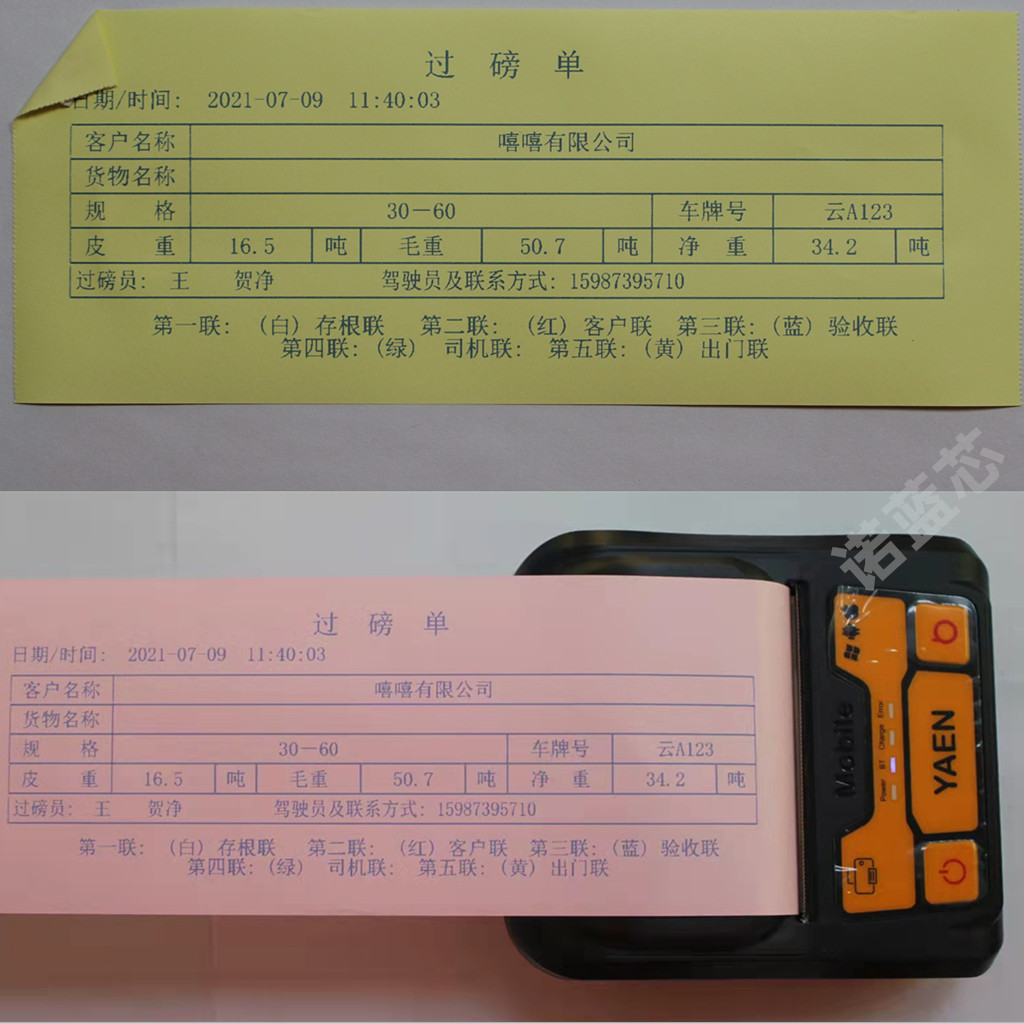 过 磅 单
日期/时间: 2021-07-09 11:40:03
客户名称 嘻嘻有限公司
货物名称
规 格 30—60 车牌号 云A123
皮 重 16.5 吨 毛重 50.7 吨 净 重 34.2 吨
过磅员: 王 贺净 驾驶员及联系方式: 15987395710
第一联: (白) 存根联 第二联: (红) 客户联 第三联: (蓝) 验收联
第四联: (绿) 司机联: 第五联: (黄) 出门联
诺蓝芯
过 磅 单
日期/时间: 2021-07-09 11:40:03
客户名称 嘻嘻有限公司
货物名称
规 格 30—60 车牌号 云A123
皮 重 16.5 吨 毛重 50.7 吨 净 重 34.2 吨
过磅员: 王 贺净 驾驶员及联系方式: 15987395710
第一联: (白) 存根联 第二联: (红) 客户联 第三联: (蓝) 验收联
第四联: (绿) 司机联: 第五联: (黄) 出门联
Mobile
Power BT Charge Error
YAEN